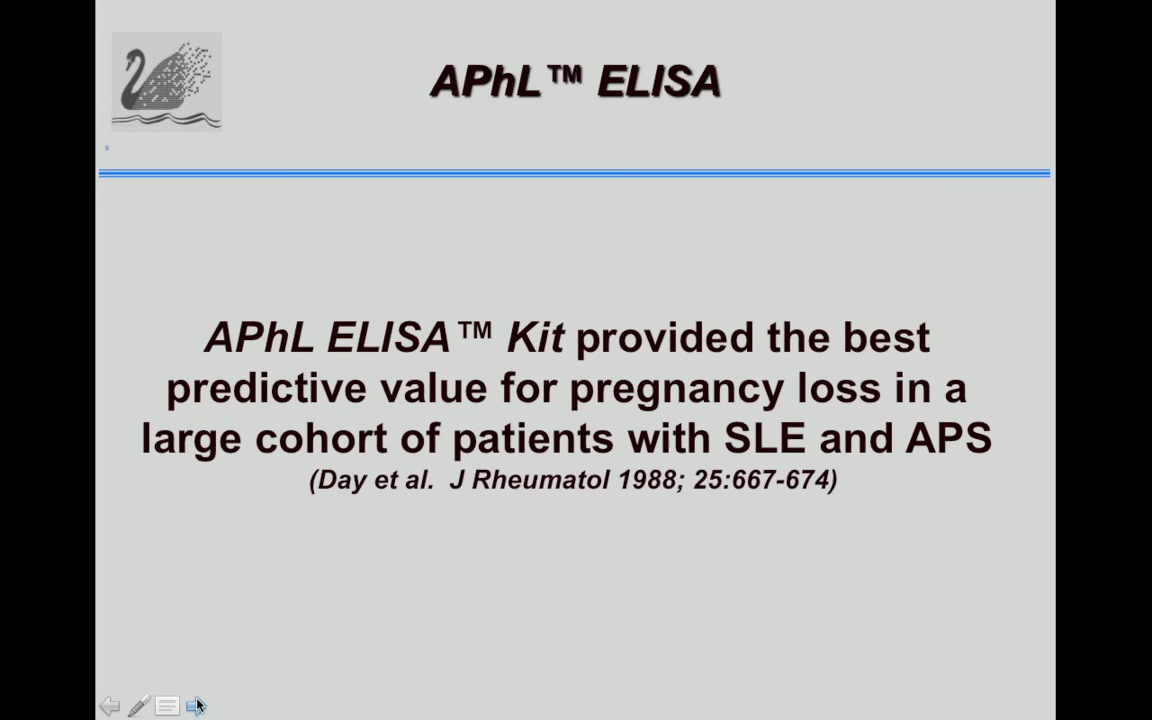 APhL™ ELISA
s
APhL ELISA™ Kit provided the best
predictive value for pregnancy loss in a
large cohort of patients with SLE and APS
(Day et al. J Rheumatol 1988; 25:667-674)